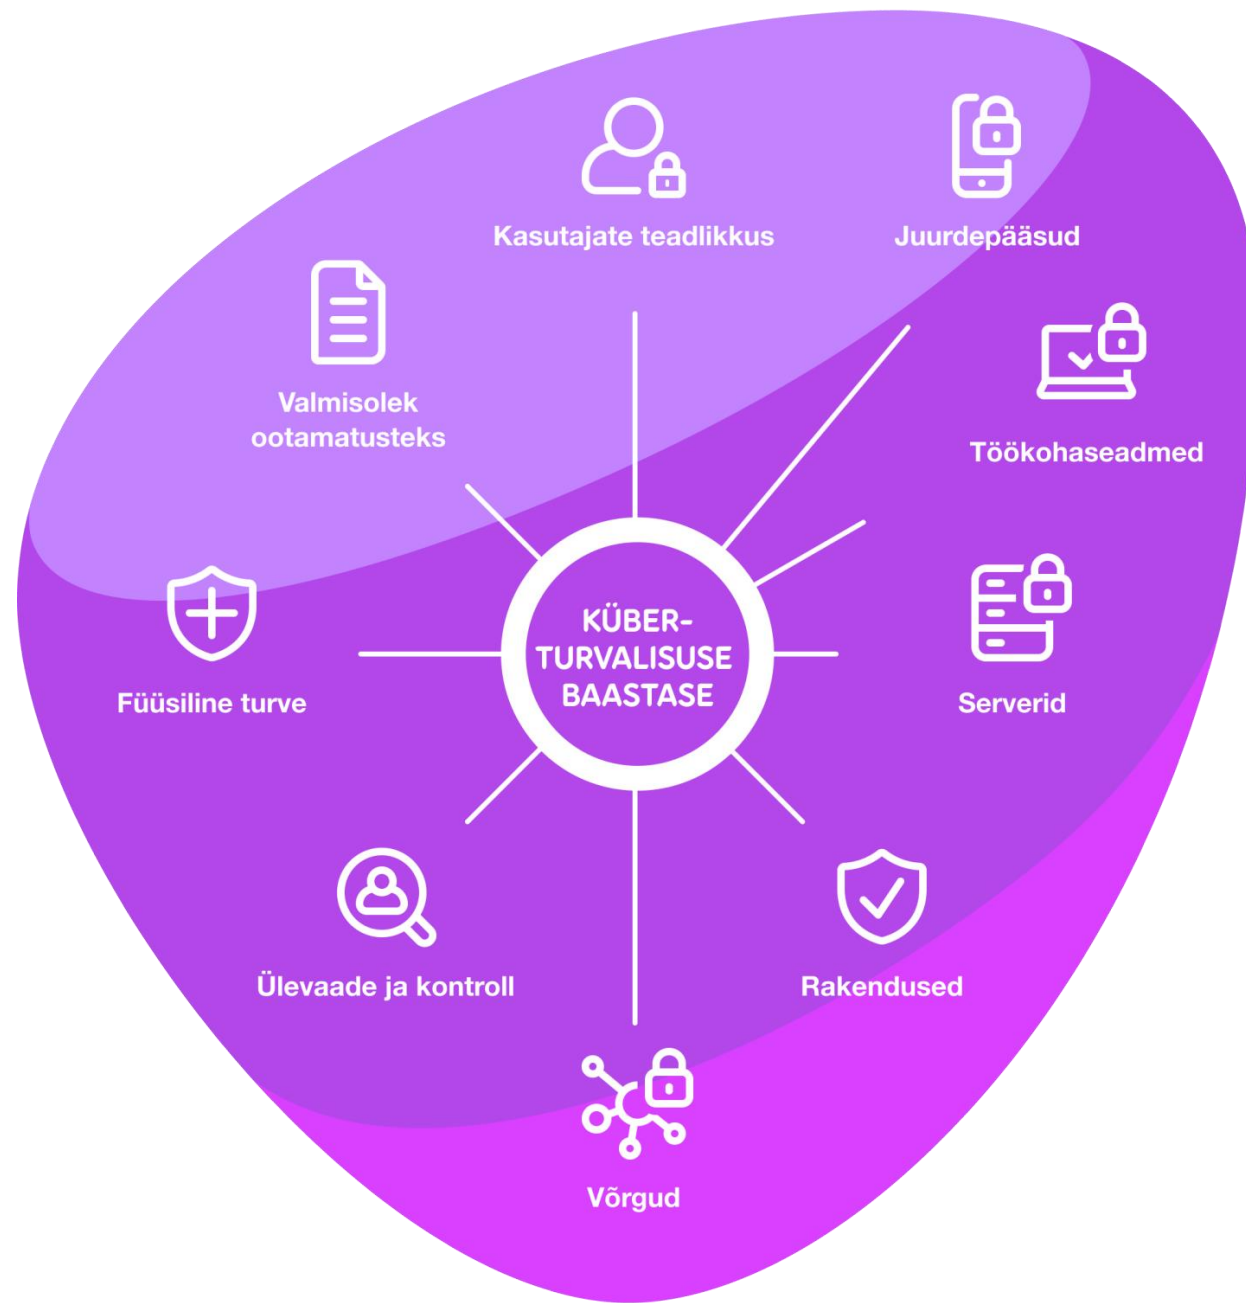 Kasutajate teadlikkus
Juurdepääsud
Valmisolek
ootamatusteks
Töökohaseadmed
KÜBER-
TURVALISUSE
BAASTASE
Füüsiline turve
Serverid
Ülevaade ja kontroll
Rakendused
Võrgud